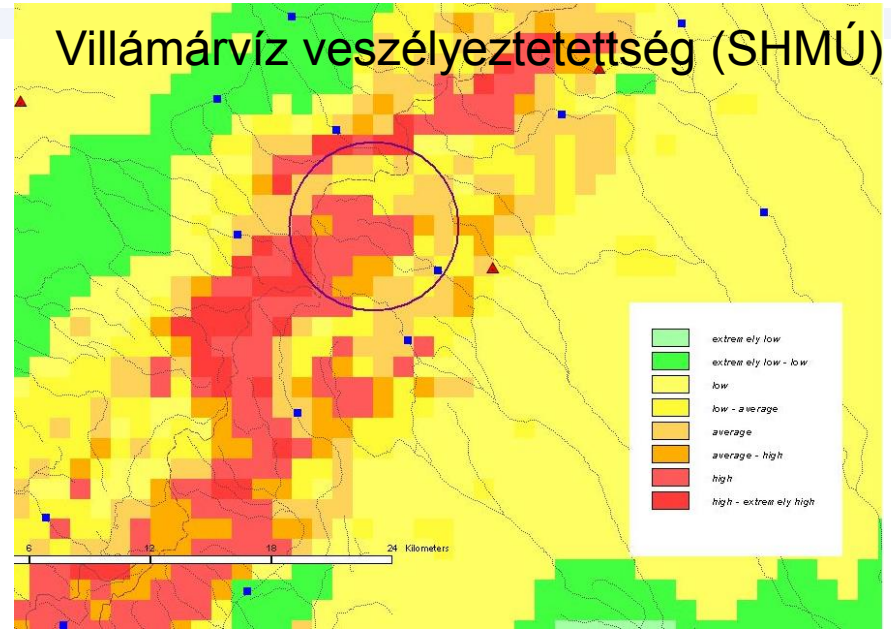 Villámárvíz veszélyeztetettség (SHMÚ)
extremely low
extremely low - low
low
low - average
average
average - high
high
high - extremely high
6 12 18 24 Kilometers